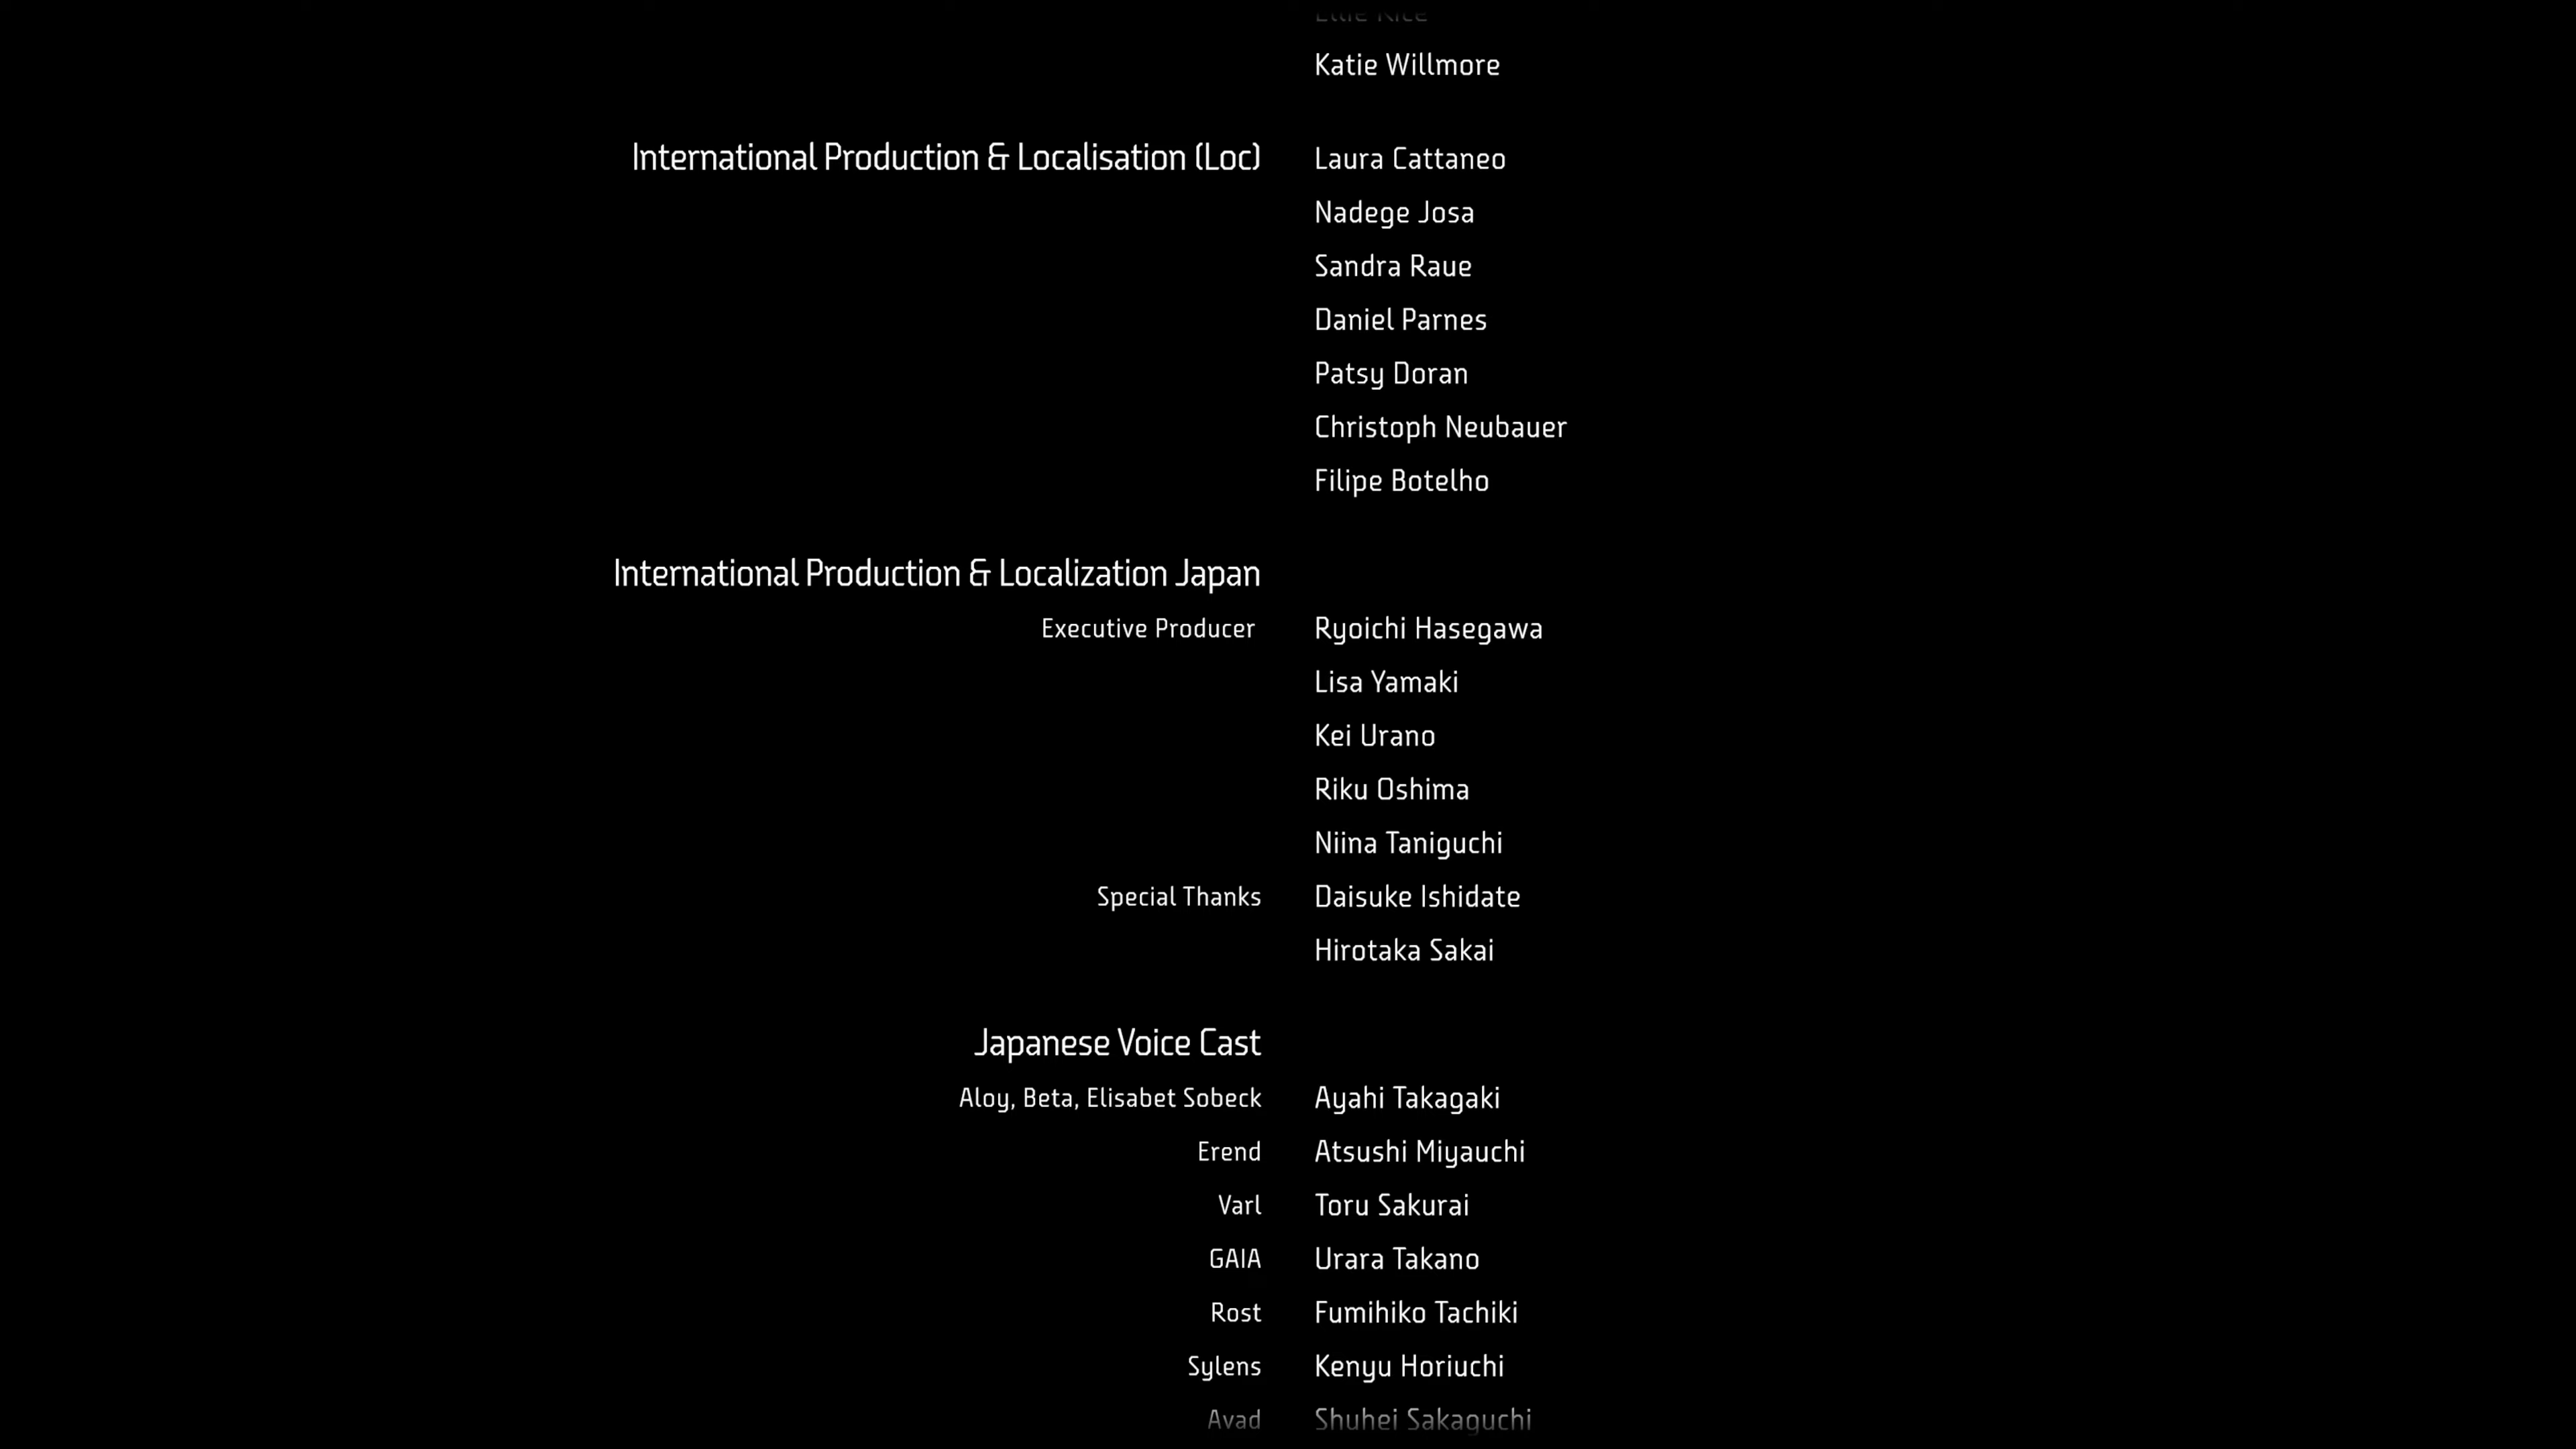 Ellie Rice
Katie Willmore
International Production & Localisation (Loc) Laura Cattaneo
Nadege Josa
Sandra Raue
Daniel Parnes
Patsy Doran
Christoph Neubauer
Filipe Botelho
International Production & Localization Japan
Executive Producer Ryoichi Hasegawa
Lisa Yamaki
Kei Urano
Riku Oshima
Niina Taniguchi
Special Thanks Daisuke Ishidate
Hirotaka Sakai
Japanese Voice Cast
Aloy, Beta, Elisabet Sobeck Ayahi Takagaki
Erend Atsushi Miyauchi
Varl Toru Sakurai
GAIA Urara Takano
Rost Fumihiko Tachiki
Sylens Kenyu Horiuchi
Avad Shuhei Sakaguchi